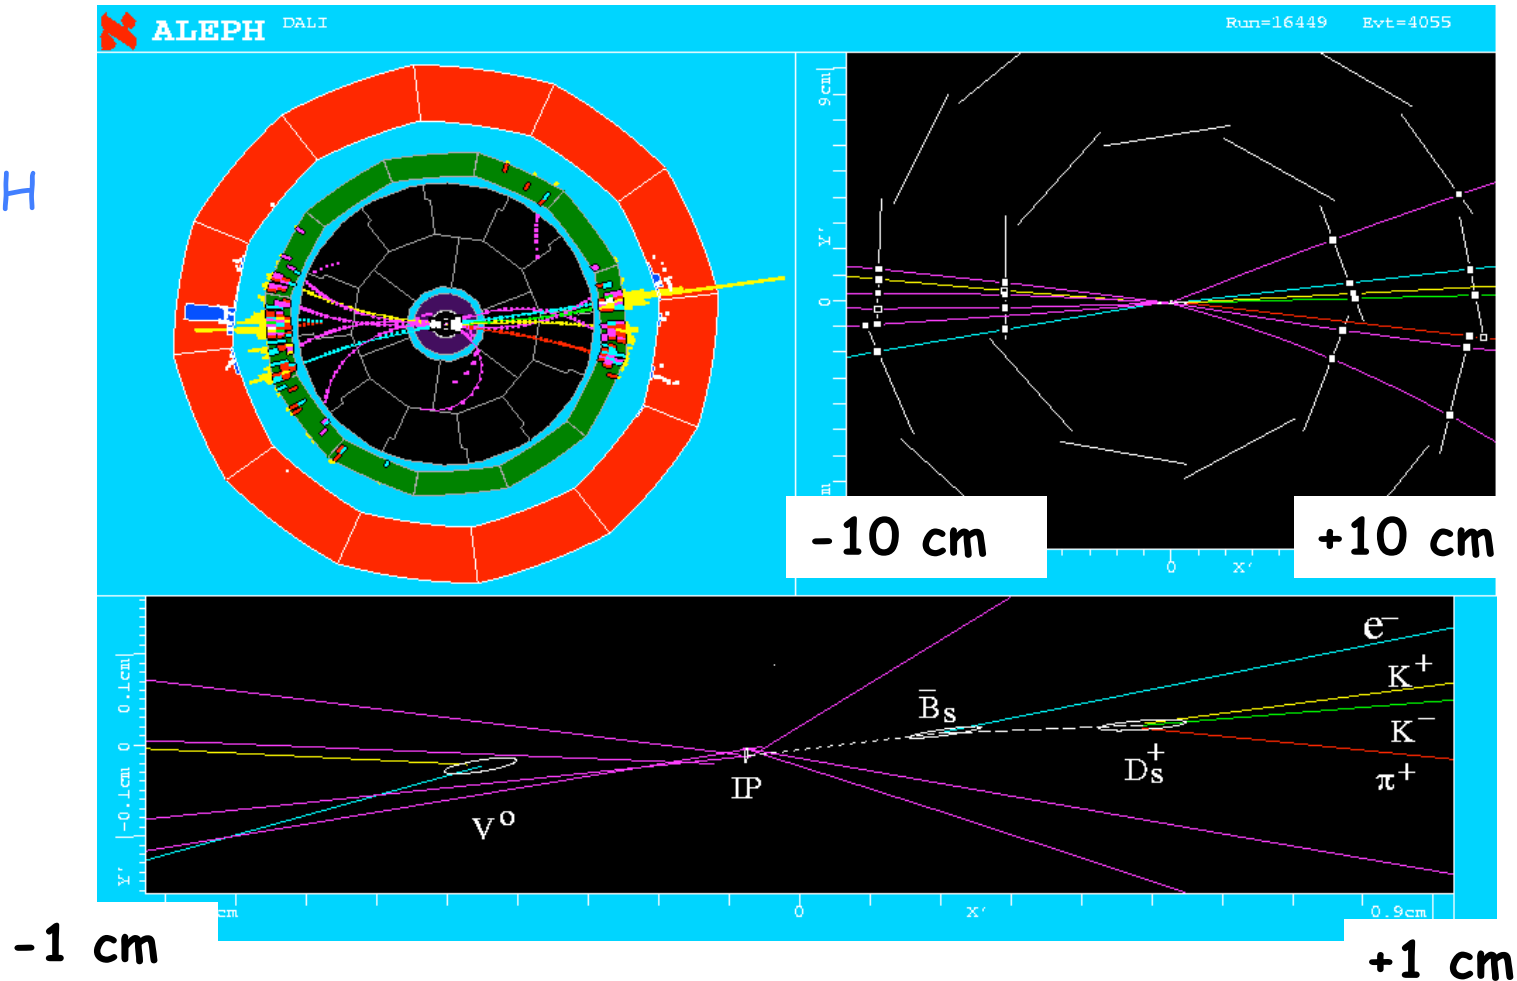 ALEPH DALI Run=16449 Evt=4055
H
9cm|
Y'
0
-10 cm
+10 cm
0 X'
e⁻
K⁺
B̅s
K⁻
Ds⁺
π⁺
IP
V⁰
0.1cm|
0
|-0.1cm
Y'
cm 0 X' 0.9cm|
-1 cm
+1 cm